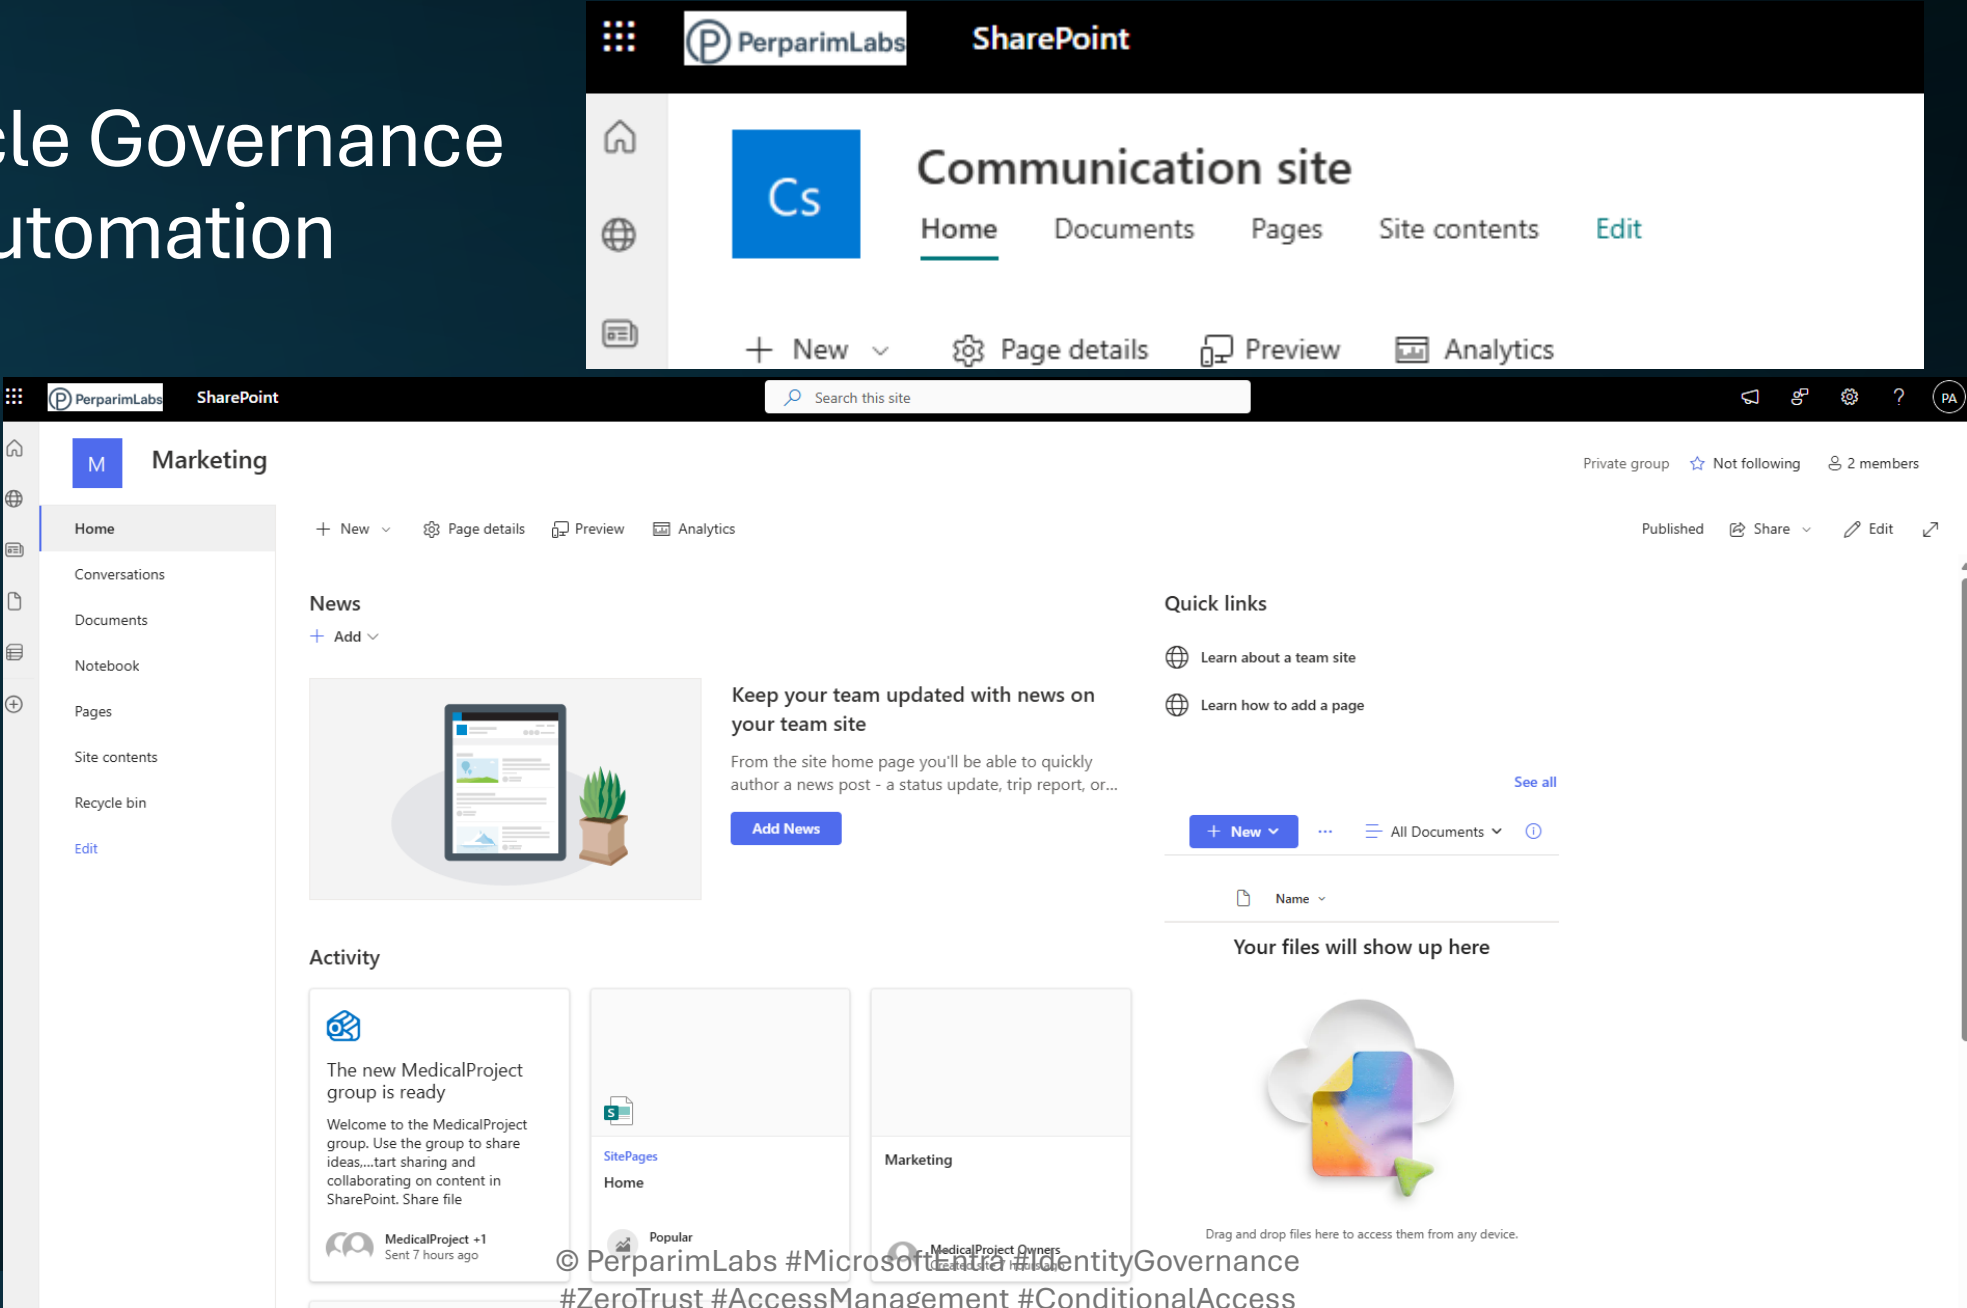 cle Governance
utomation
PerparimLabs
SharePoint
Cs
Communication site
Home Documents Pages Site contents Edit
New Page details Preview Analytics
PerparimLabs SharePoint Search this site PA
M Marketing
Private group Not following 2 members
Home
Conversations
Documents
Notebook
Pages
Site contents
Recycle bin
Edit
New Page details Preview Analytics
Published Share Edit
News
Add
Keep your team updated with news on
your team site
From the site home page you'll be able to quickly
author a news post - a status update, trip report, or...
Add News
Quick links
Learn about a team site
Learn how to add a page
See all
New ... All Documents
Name
Your files will show up here
Drag and drop files here to access them from any device.
Activity
The new MedicalProject
group is ready
Welcome to the MedicalProject
group. Use the group to share
ideas,...tart sharing and
collaborating on content in
SharePoint. Share file
MedicalProject +1
Sent 7 hours ago
S
SitePages
Home
Popular
Marketing
MedicalProject Owners
Created site 7 hours ago
© PerparimLabs #MicrosoftEntra #IdentityGovernance
#ZeroTrust #AccessManagement #ConditionalAccess